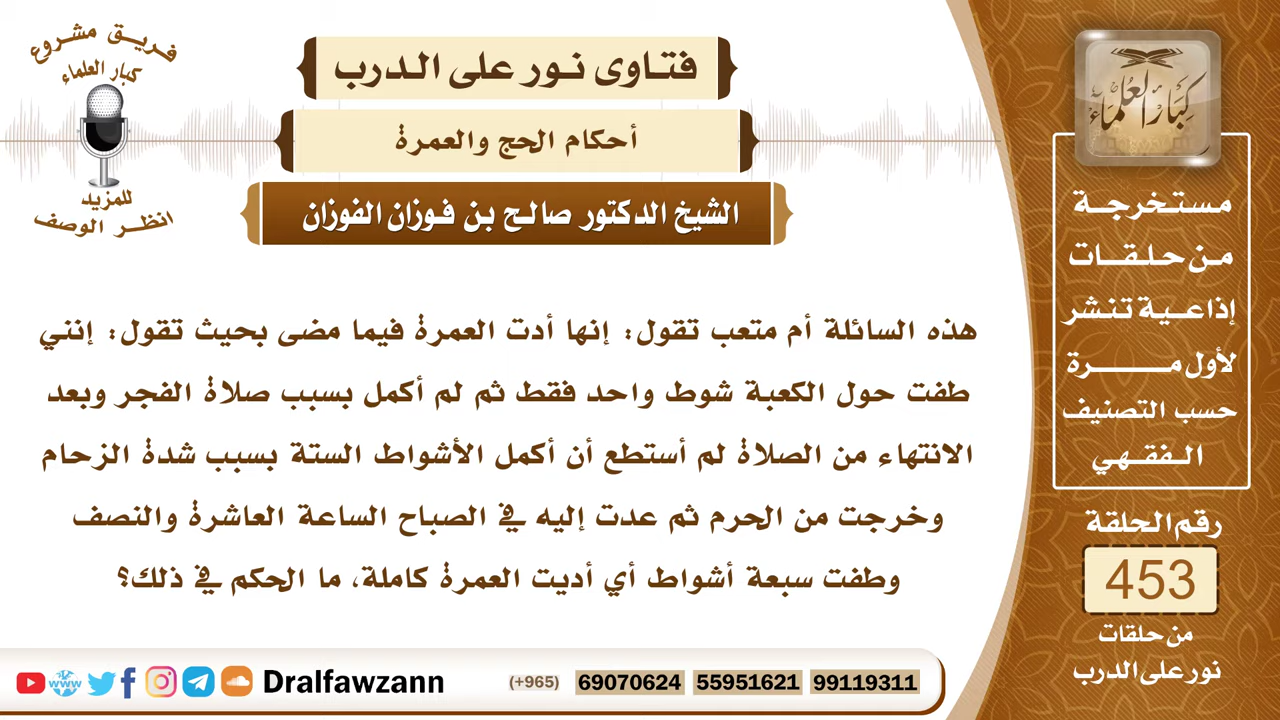 فريق مشروع
كبار العلماء
للمزيد
انظر الوصف
فتاوى نور على الدرب
أحكام الحج والعمرة
الشيخ الدكتور صالح بن فوزان الفوزان
هذه السائلة أم متعب تقول: إنها أدت العمرة فيما مضى بحيث تقول: إنني
طفت حول الكعبة شوط واحد فقط ثم لم أكمل بسبب صلاة الفجر وبعد
الانتهاء من الصلاة لم أستطع أن أكمل الأشواط الستة بسبب شدة الزحام
وخرجت من الحرم ثم عدت إليه في الصباح الساعة العاشرة والنصف
وطفت سبعة أشواط أي أديت العمرة كاملة، ما الحكم في ذلك؟
كبار العلماء
مستخرجة
من حلقات
إذاعية تنشر
لأول مرة
حسب التصنيف
الفقهي
رقم الحلقة
453
من حلقات
نور على الدرب
Dralfawzann (+965) 69070624 55951621 99119311